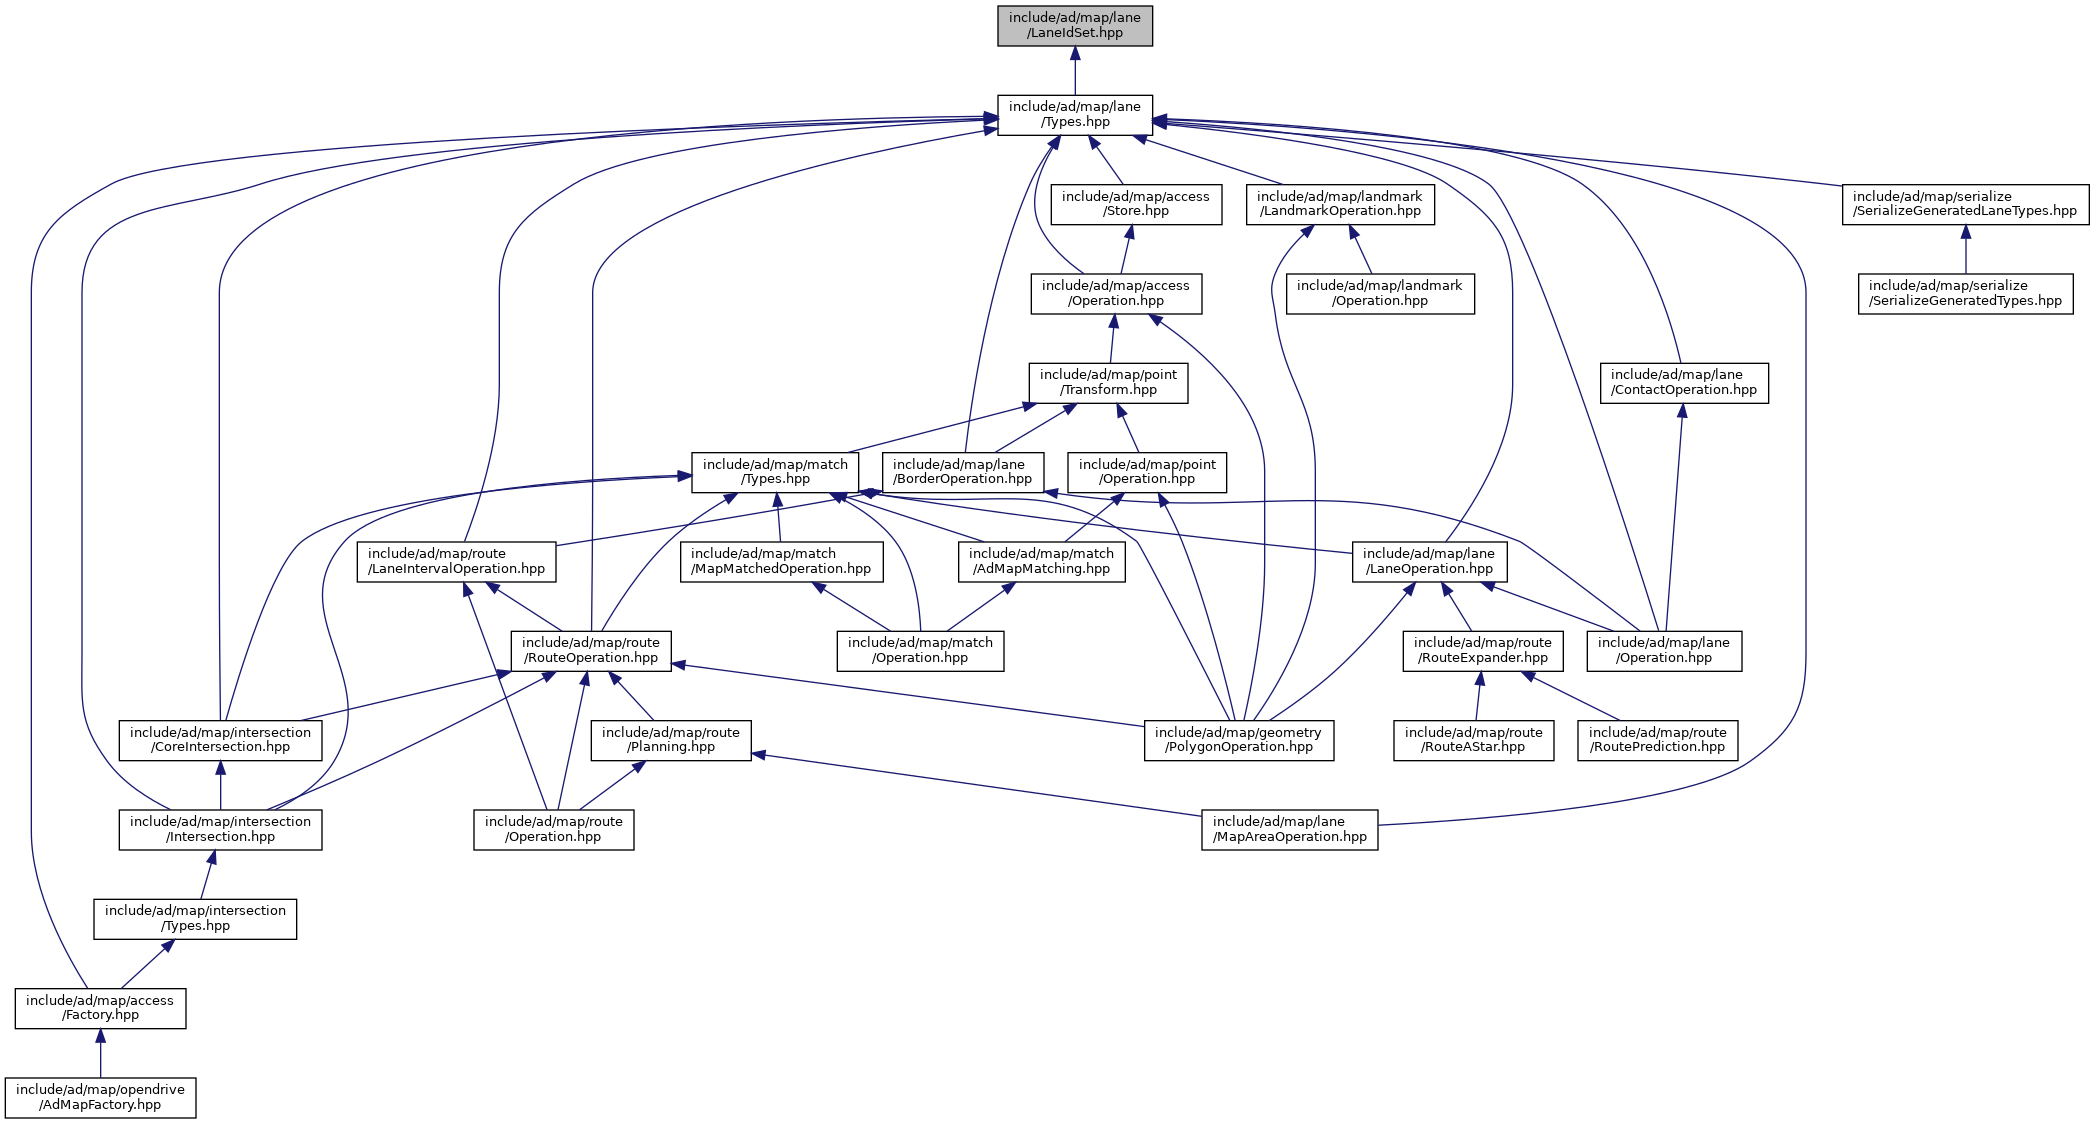 include/ad/map/lane
/LaneIdSet.hpp
include/ad/map/lane
/Types.hpp
include/ad/map/access
/Store.hpp
include/ad/map/landmark
/LandmarkOperation.hpp
include/ad/map/serialize
/SerializeGeneratedLaneTypes.hpp
include/ad/map/access
/Operation.hpp
include/ad/map/landmark
/Operation.hpp
include/ad/map/serialize
/SerializeGeneratedTypes.hpp
include/ad/map/point
/Transform.hpp
include/ad/map/lane
/ContactOperation.hpp
include/ad/map/match
/Types.hpp
include/ad/map/lane
/BorderOperation.hpp
include/ad/map/point
/Operation.hpp
include/ad/map/route
/LaneIntervalOperation.hpp
include/ad/map/match
/MapMatchedOperation.hpp
include/ad/map/match
/AdMapMatching.hpp
include/ad/map/lane
/LaneOperation.hpp
include/ad/map/route
/RouteOperation.hpp
include/ad/map/match
/Operation.hpp
include/ad/map/route
/RouteExpander.hpp
include/ad/map/lane
/Operation.hpp
include/ad/map/intersection
/CoreIntersection.hpp
include/ad/map/route
/Planning.hpp
include/ad/map/geometry
/PolygonOperation.hpp
include/ad/map/route
/RouteAStar.hpp
include/ad/map/route
/RoutePrediction.hpp
include/ad/map/intersection
/Intersection.hpp
include/ad/map/route
/Operation.hpp
include/ad/map/lane
/MapAreaOperation.hpp
include/ad/map/intersection
/Types.hpp
include/ad/map/access
/Factory.hpp
include/ad/map/opendrive
/AdMapFactory.hpp